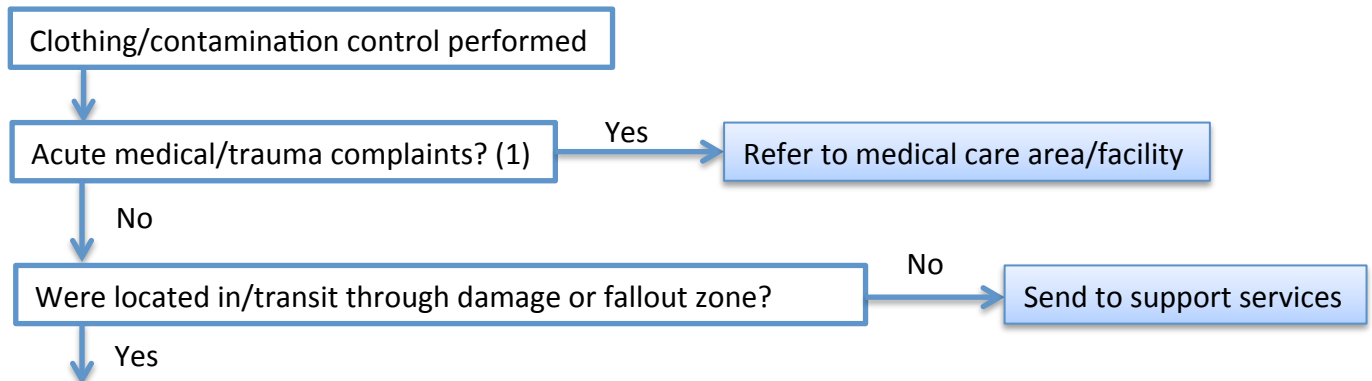 Clothing/contamination control performed
Acute medical/trauma complaints? (1)
Yes
Refer to medical care area/facility
No
Were located in/transit through damage or fallout zone?
No
Send to support services
Yes